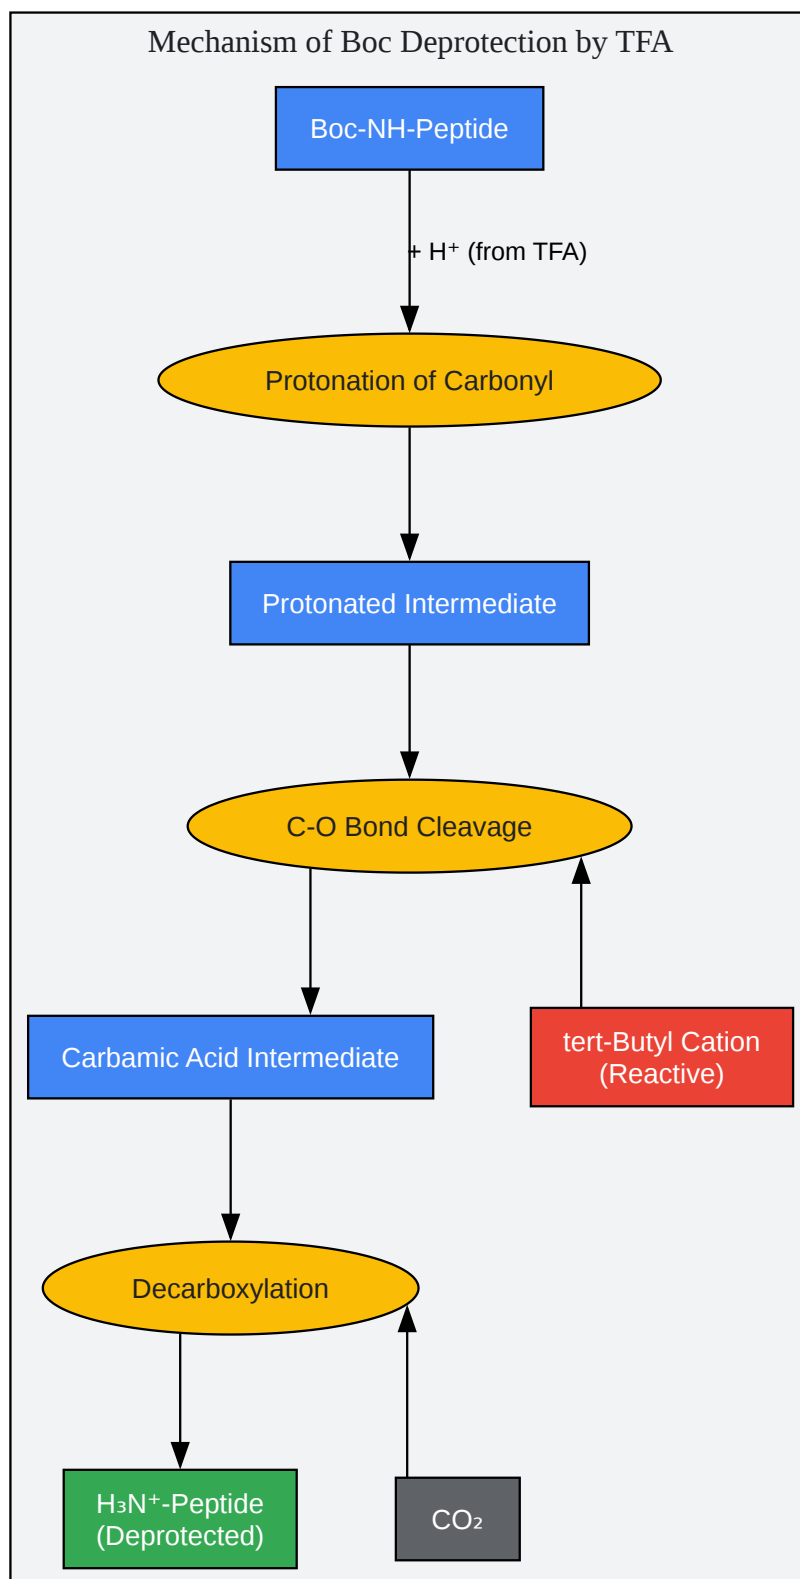 Mechanism of Boc Deprotection by TFA
Boc-NH-Peptide
+ H⁺ (from TFA)
Protonation of Carbonyl
Protonated Intermediate
C-O Bond Cleavage
Carbamic Acid Intermediate
tert-Butyl Cation
(Reactive)
Decarboxylation
H₃N⁺-Peptide
(Deprotected)
CO₂